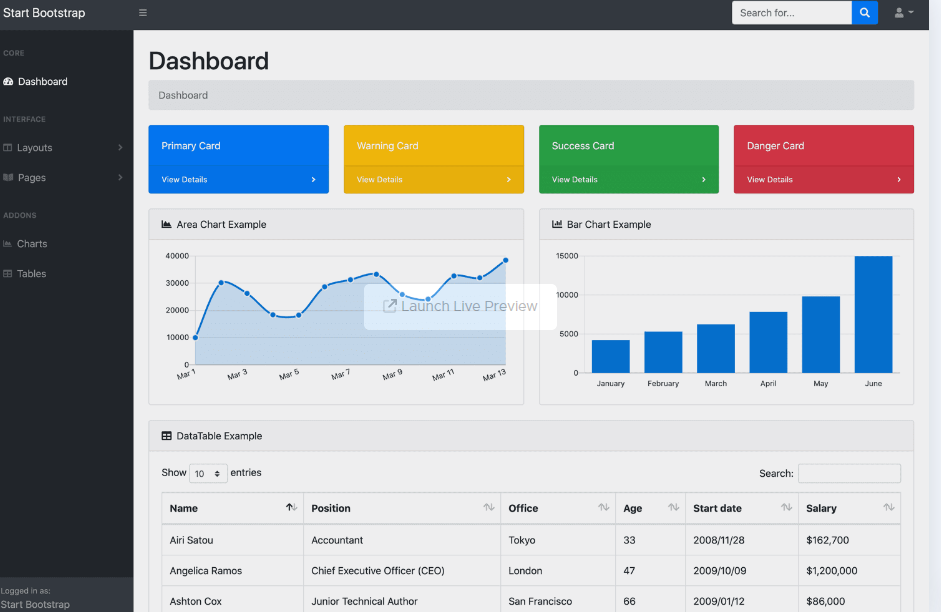 Start Bootstrap
Search for...
CORE
Dashboard
INTERFACE
Layouts
Pages
ADDONS
Charts
Tables
Logged in as:
Start Bootstrap
Dashboard
Dashboard
Primary Card
View Details
Warning Card
View Details
Success Card
View Details
Danger Card
View Details
Area Chart Example
40000
30000
20000
10000
0
Mar 1 Mar 3 Mar 5 Mar 7 Mar 9 Mar 11 Mar 13
Launch Live Preview
Bar Chart Example
15000
10000
5000
0
January February March April May June
DataTable Example
Show 10 entries Search:
Name Position Office Age Start date Salary
Airi Satou Accountant Tokyo 33 2008/11/28 $162,700
Angelica Ramos Chief Executive Officer (CEO) London 47 2009/10/09 $1,200,000
Ashton Cox Junior Technical Author San Francisco 66 2009/01/12 $86,000